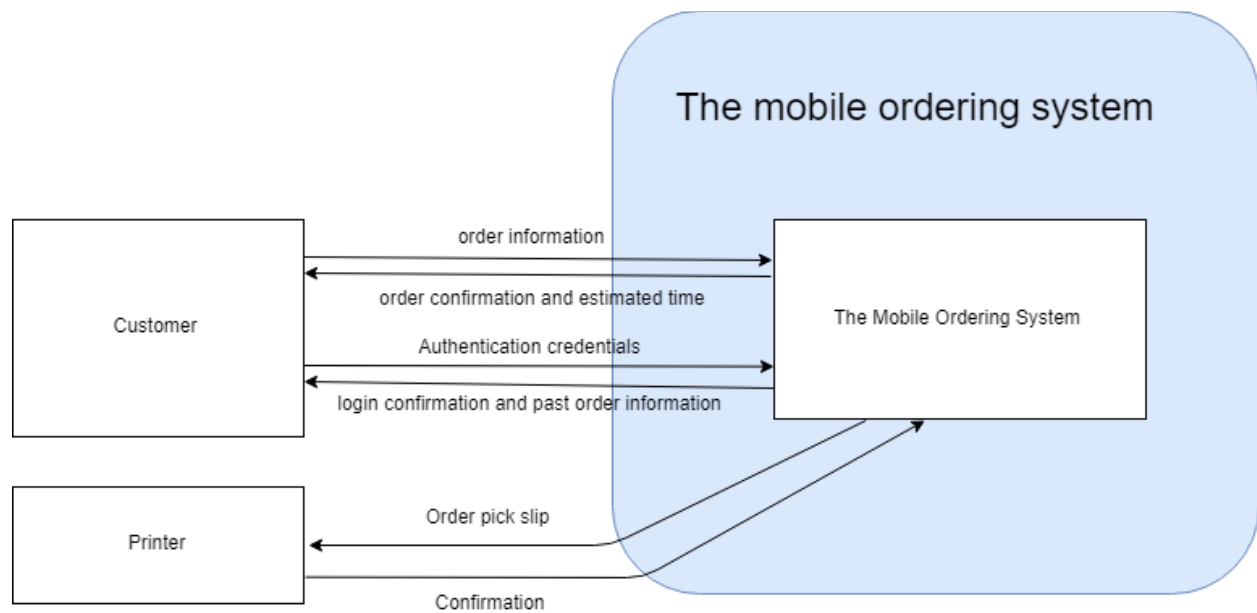 The mobile ordering system
order information
order confirmation and estimated time
Customer
The Mobile Ordering System
Authentication credentials
login confirmation and past order information
Order pick slip
Printer
Confirmation